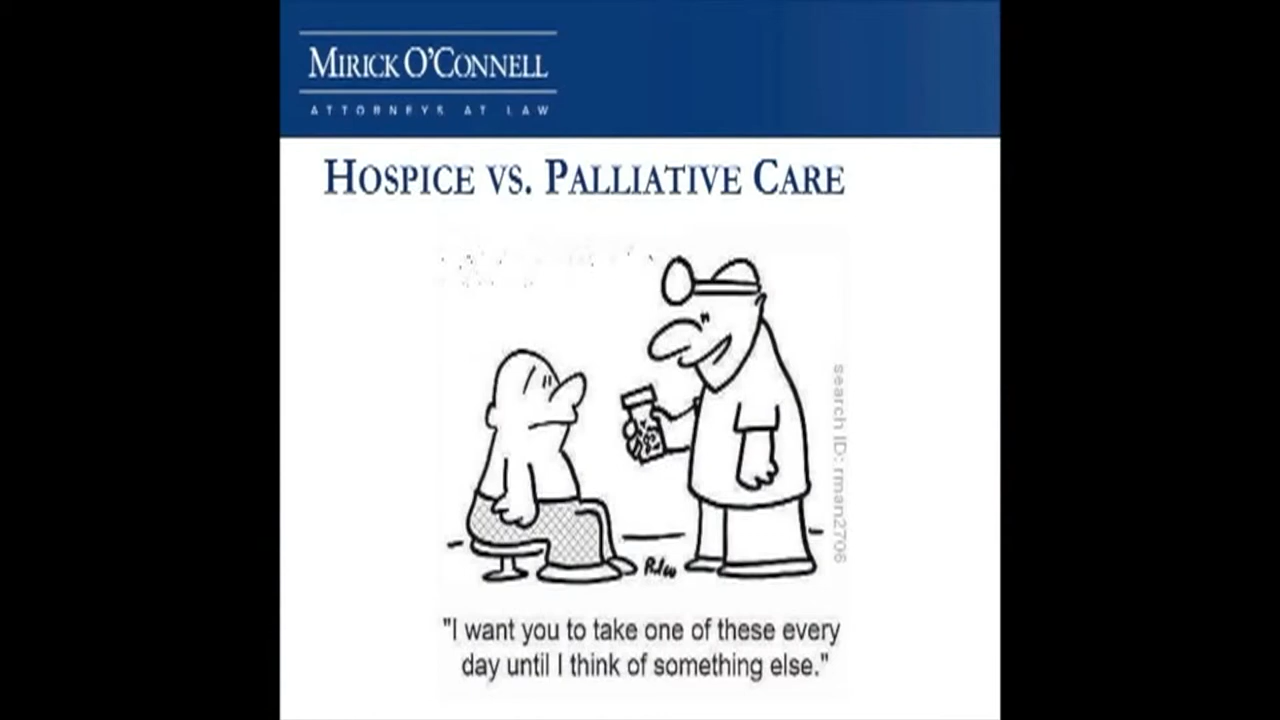 MIRICK O'CONNELL
ATTORNEYS AT LAW
HOSPICE VS. PALLIATIVE CARE
search ID: rman2706
"I want you to take one of these every
day until I think of something else."